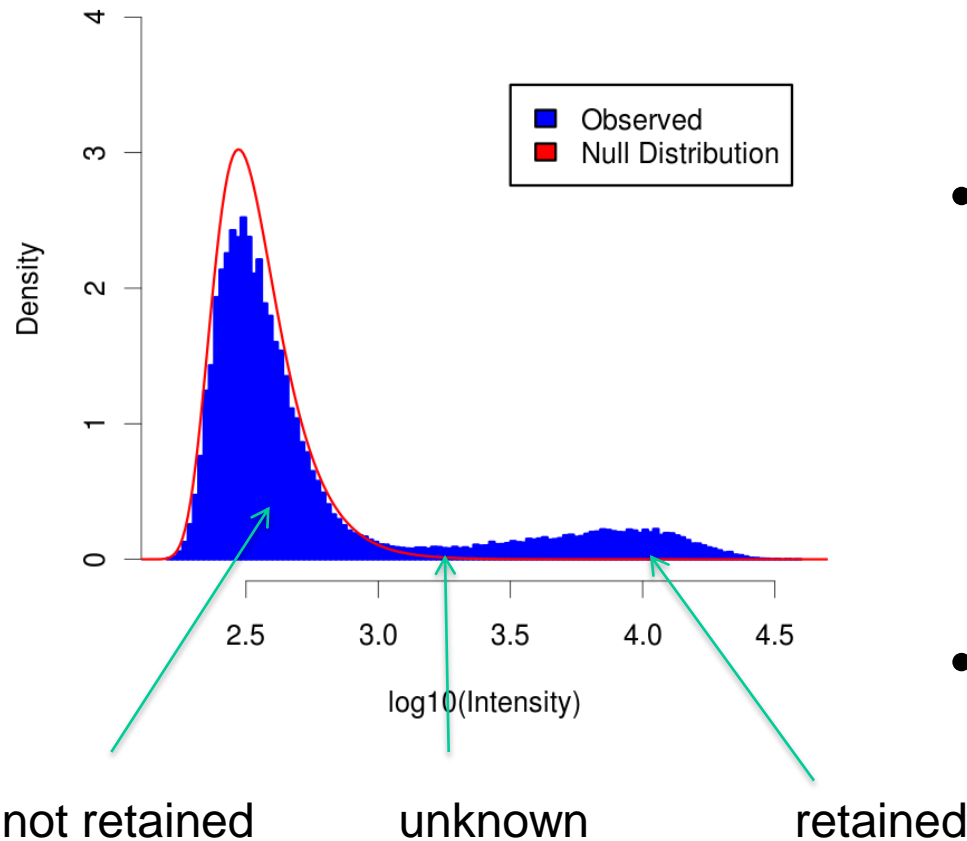 4
3
2
1
0
Density
Observed
Null Distribution
2.5 3.0 3.5 4.0 4.5
log10(Intensity)
not retained unknown retained
•
•